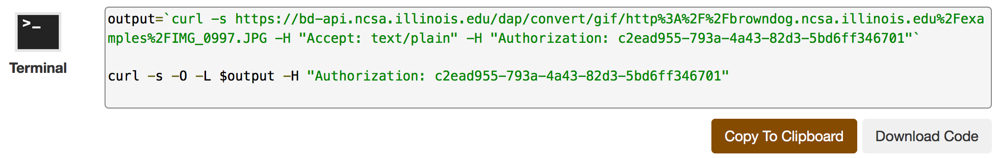 >_
Terminal
output=`curl -s https://bd-api.ncsa.illinois.edu/dap/convert/gif/http%3A%2F%2Fbrowndog.ncsa.illinois.edu%2Fexa
mples%2FIMG_0997.JPG -H "Accept: text/plain" -H "Authorization: c2ead955-793a-4a43-82d3-5bd6ff346701"`
curl -s -O -L $output -H "Authorization: c2ead955-793a-4a43-82d3-5bd6ff346701"
Copy To Clipboard
Download Code